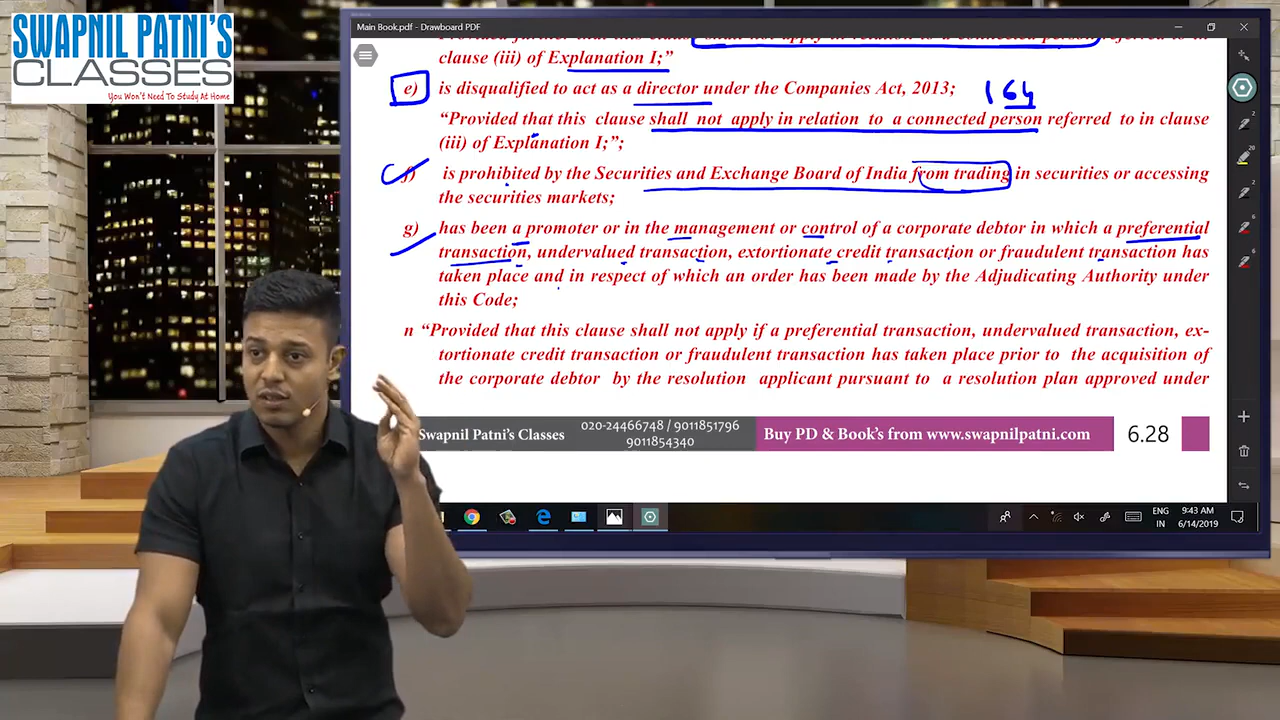 SWAPNIL PATNI'S
CLASSES
You Won't Need To Study At Home
Main Book.pdf - Drawboard PDF
clause (iii) of Explanation I;”
e) is disqualified to act as a director under the Companies Act, 2013; 164
“Provided that this clause shall not apply in relation to a connected person referred to in clause
(iii) of Explanation I;”;
f) is prohibited by the Securities and Exchange Board of India from trading in securities or accessing
the securities markets;
g) has been a promoter or in the management or control of a corporate debtor in which a preferential
transaction, undervalued transaction, extortionate credit transaction or fraudulent transaction has
taken place and in respect of which an order has been made by the Adjudicating Authority under
this Code;
n “Provided that this clause shall not apply if a preferential transaction, undervalued transaction, ex-
tortionate credit transaction or fraudulent transaction has taken place prior to the acquisition of
the corporate debtor by the resolution applicant pursuant to a resolution plan approved under
Swapnil Patni's Classes
020-24466748 / 9011851796
9011854340
Buy PD & Book's from www.swapnilpatni.com
6.28
ENG
IN
9:43 AM
6/14/2019